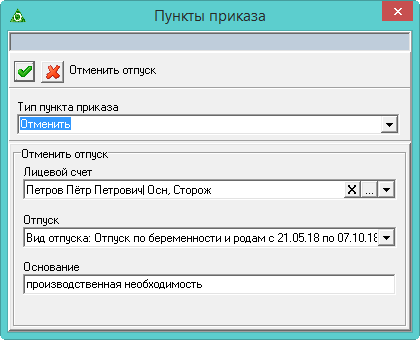 Пункты приказа
Отменить отпуск
Тип пункта приказа
Отменить
Отменить отпуск
Лицевой счет
Петров Пётр Петрович| Осн, Сторож
Отпуск
Вид отпуска: Отпуск по беременности и родам с 21.05.18 по 07.10.18
Основание
производственная необходимость